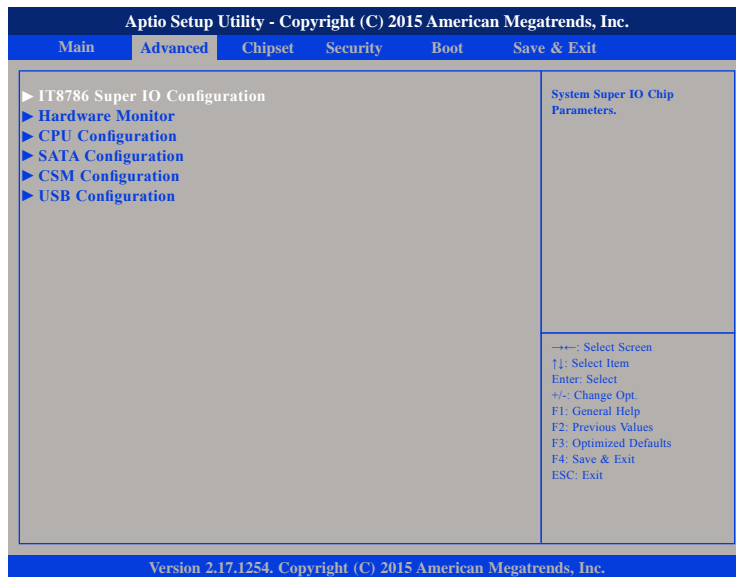 Aptio Setup Utility - Copyright (C) 2015 American Megatrends, Inc.
Main Advanced Chipset Security Boot Save & Exit
▶ IT8786 Super IO Configuration
▶ Hardware Monitor
▶ CPU Configuration
▶ SATA Configuration
▶ CSM Configuration
▶ USB Configuration
System Super IO Chip
Parameters.
→←: Select Screen
↑↓: Select Item
Enter: Select
+/-: Change Opt.
F1: General Help
F2: Previous Values
F3: Optimized Defaults
F4: Save & Exit
ESC: Exit
Version 2.17.1254. Copyright (C) 2015 American Megatrends, Inc.